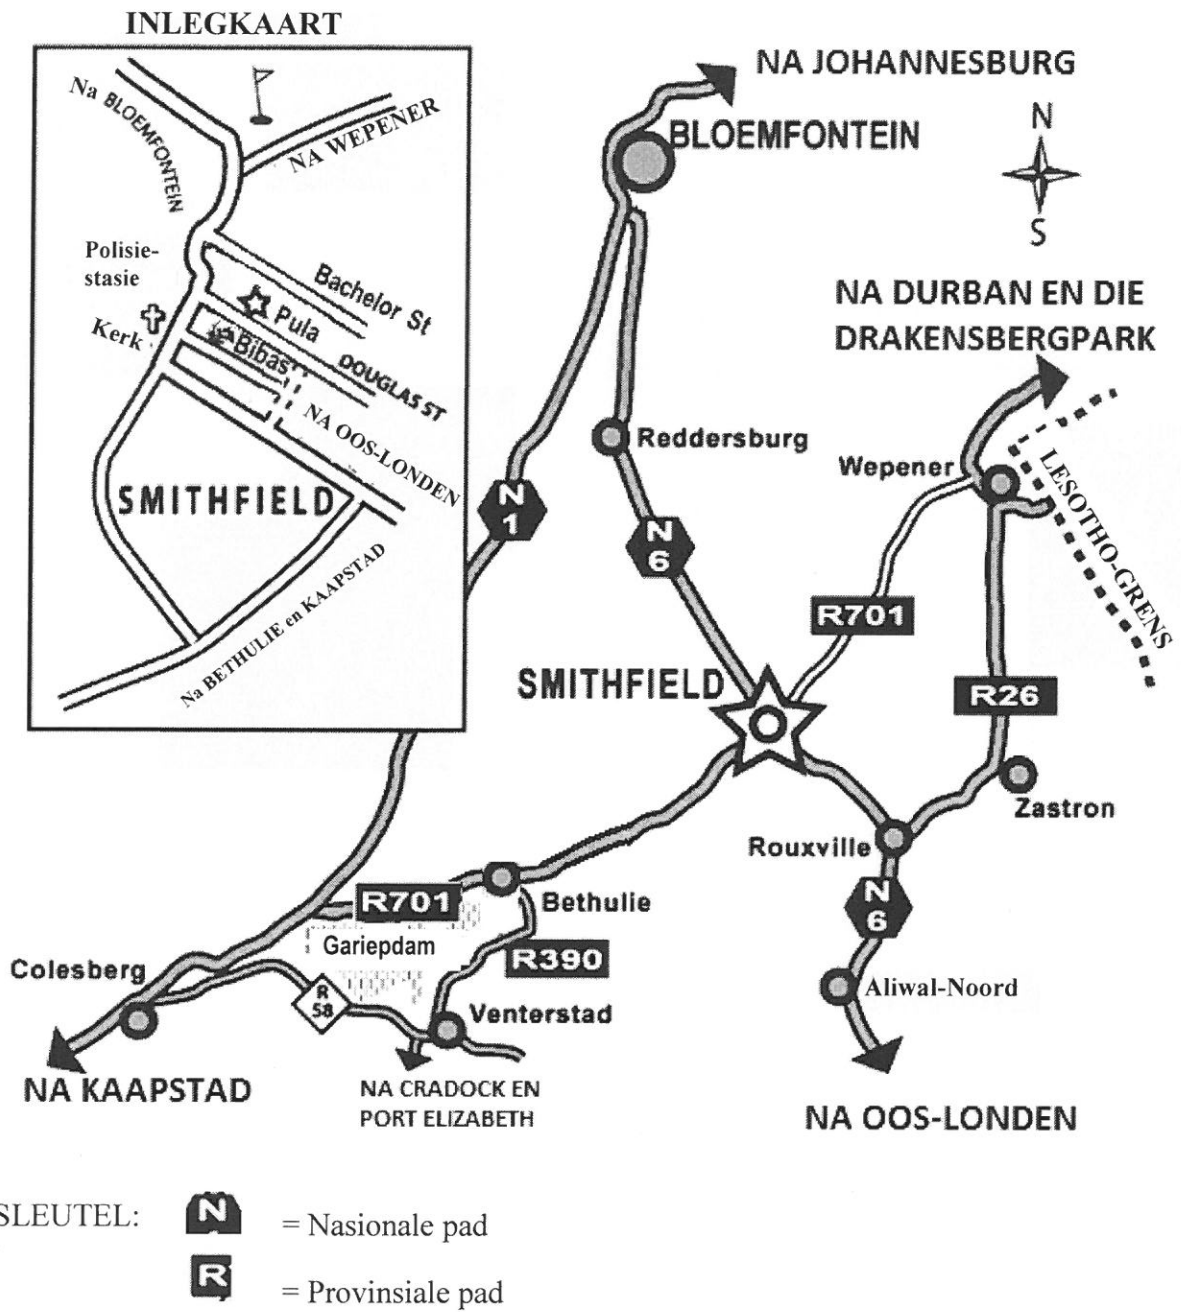 INLEGKAART
Na BLOEMFONTEIN
NA WEPENER
Polisie-
stasie
Kerk
Bachelor St
Pula
Bibas
DOUGLAS ST
NA OOS-LONDEN
SMITHFIELD
Na BETHULIE en KAAPSTAD
NA JOHANNESBURG
BLOEMFONTEIN
N
S
NA DURBAN EN DIE
DRAKENSBERGPARK
Reddersburg
Wepener
LESOTHO-GRENS
N
1
N
6
R701
SMITHFIELD
R26
Zastron
Rouxville
R701
Bethulie
N
6
Gariepdam
R390
Colesberg
R
58
Venterstad
Aliwal-Noord
NA KAAPSTAD
NA CRADOCK EN
PORT ELIZABETH
NA OOS-LONDEN
SLEUTEL:
N = Nasionale pad
R = Provinsiale pad